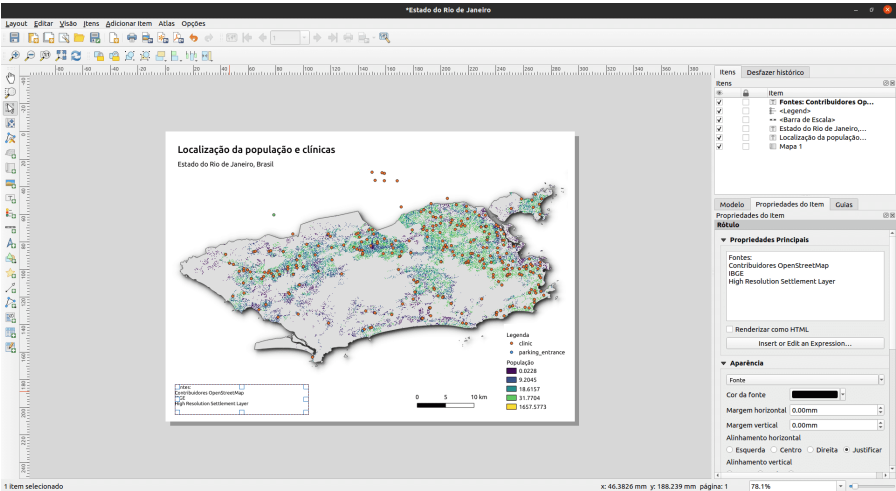 *Estado do Rio de Janeiro
Layout Editar Visão Itens Adicionar Item Atlas Opções
1
Localização da população e clínicas
Estado do Rio de Janeiro, Brasil
Legenda
clinic
parking_entrance
População
0.0228
9.2045
18.6157
31.7704
1657.5773
0 5 10 km
Fontes:
Contribuidores OpenStreetMap
IBGE
High Resolution Settlement Layer
Itens Desfazer histórico
Itens
Item
Fontes: Contribuidores Op...
<Legend>
<Barra de Escala>
Estado do Rio de Janeiro,...
Localização da população...
Mapa 1
Modelo Propriedades do Item Guias
Propriedades do Item
Rótulo
Propriedades Principais
Fontes:
Contribuidores OpenStreetMap
IBGE
High Resolution Settlement Layer
Renderizar como HTML
Insert or Edit an Expression...
Aparência
Fonte
Cor da fonte
Margem horizontal 0.00mm
Margem vertical 0.00mm
Alinhamento horizontal
Esquerda Centro Direita Justificar
Alinhamento vertical
1 item selecionado
x: 46.3826 mm y: 188.239 mm página: 1 78.1%